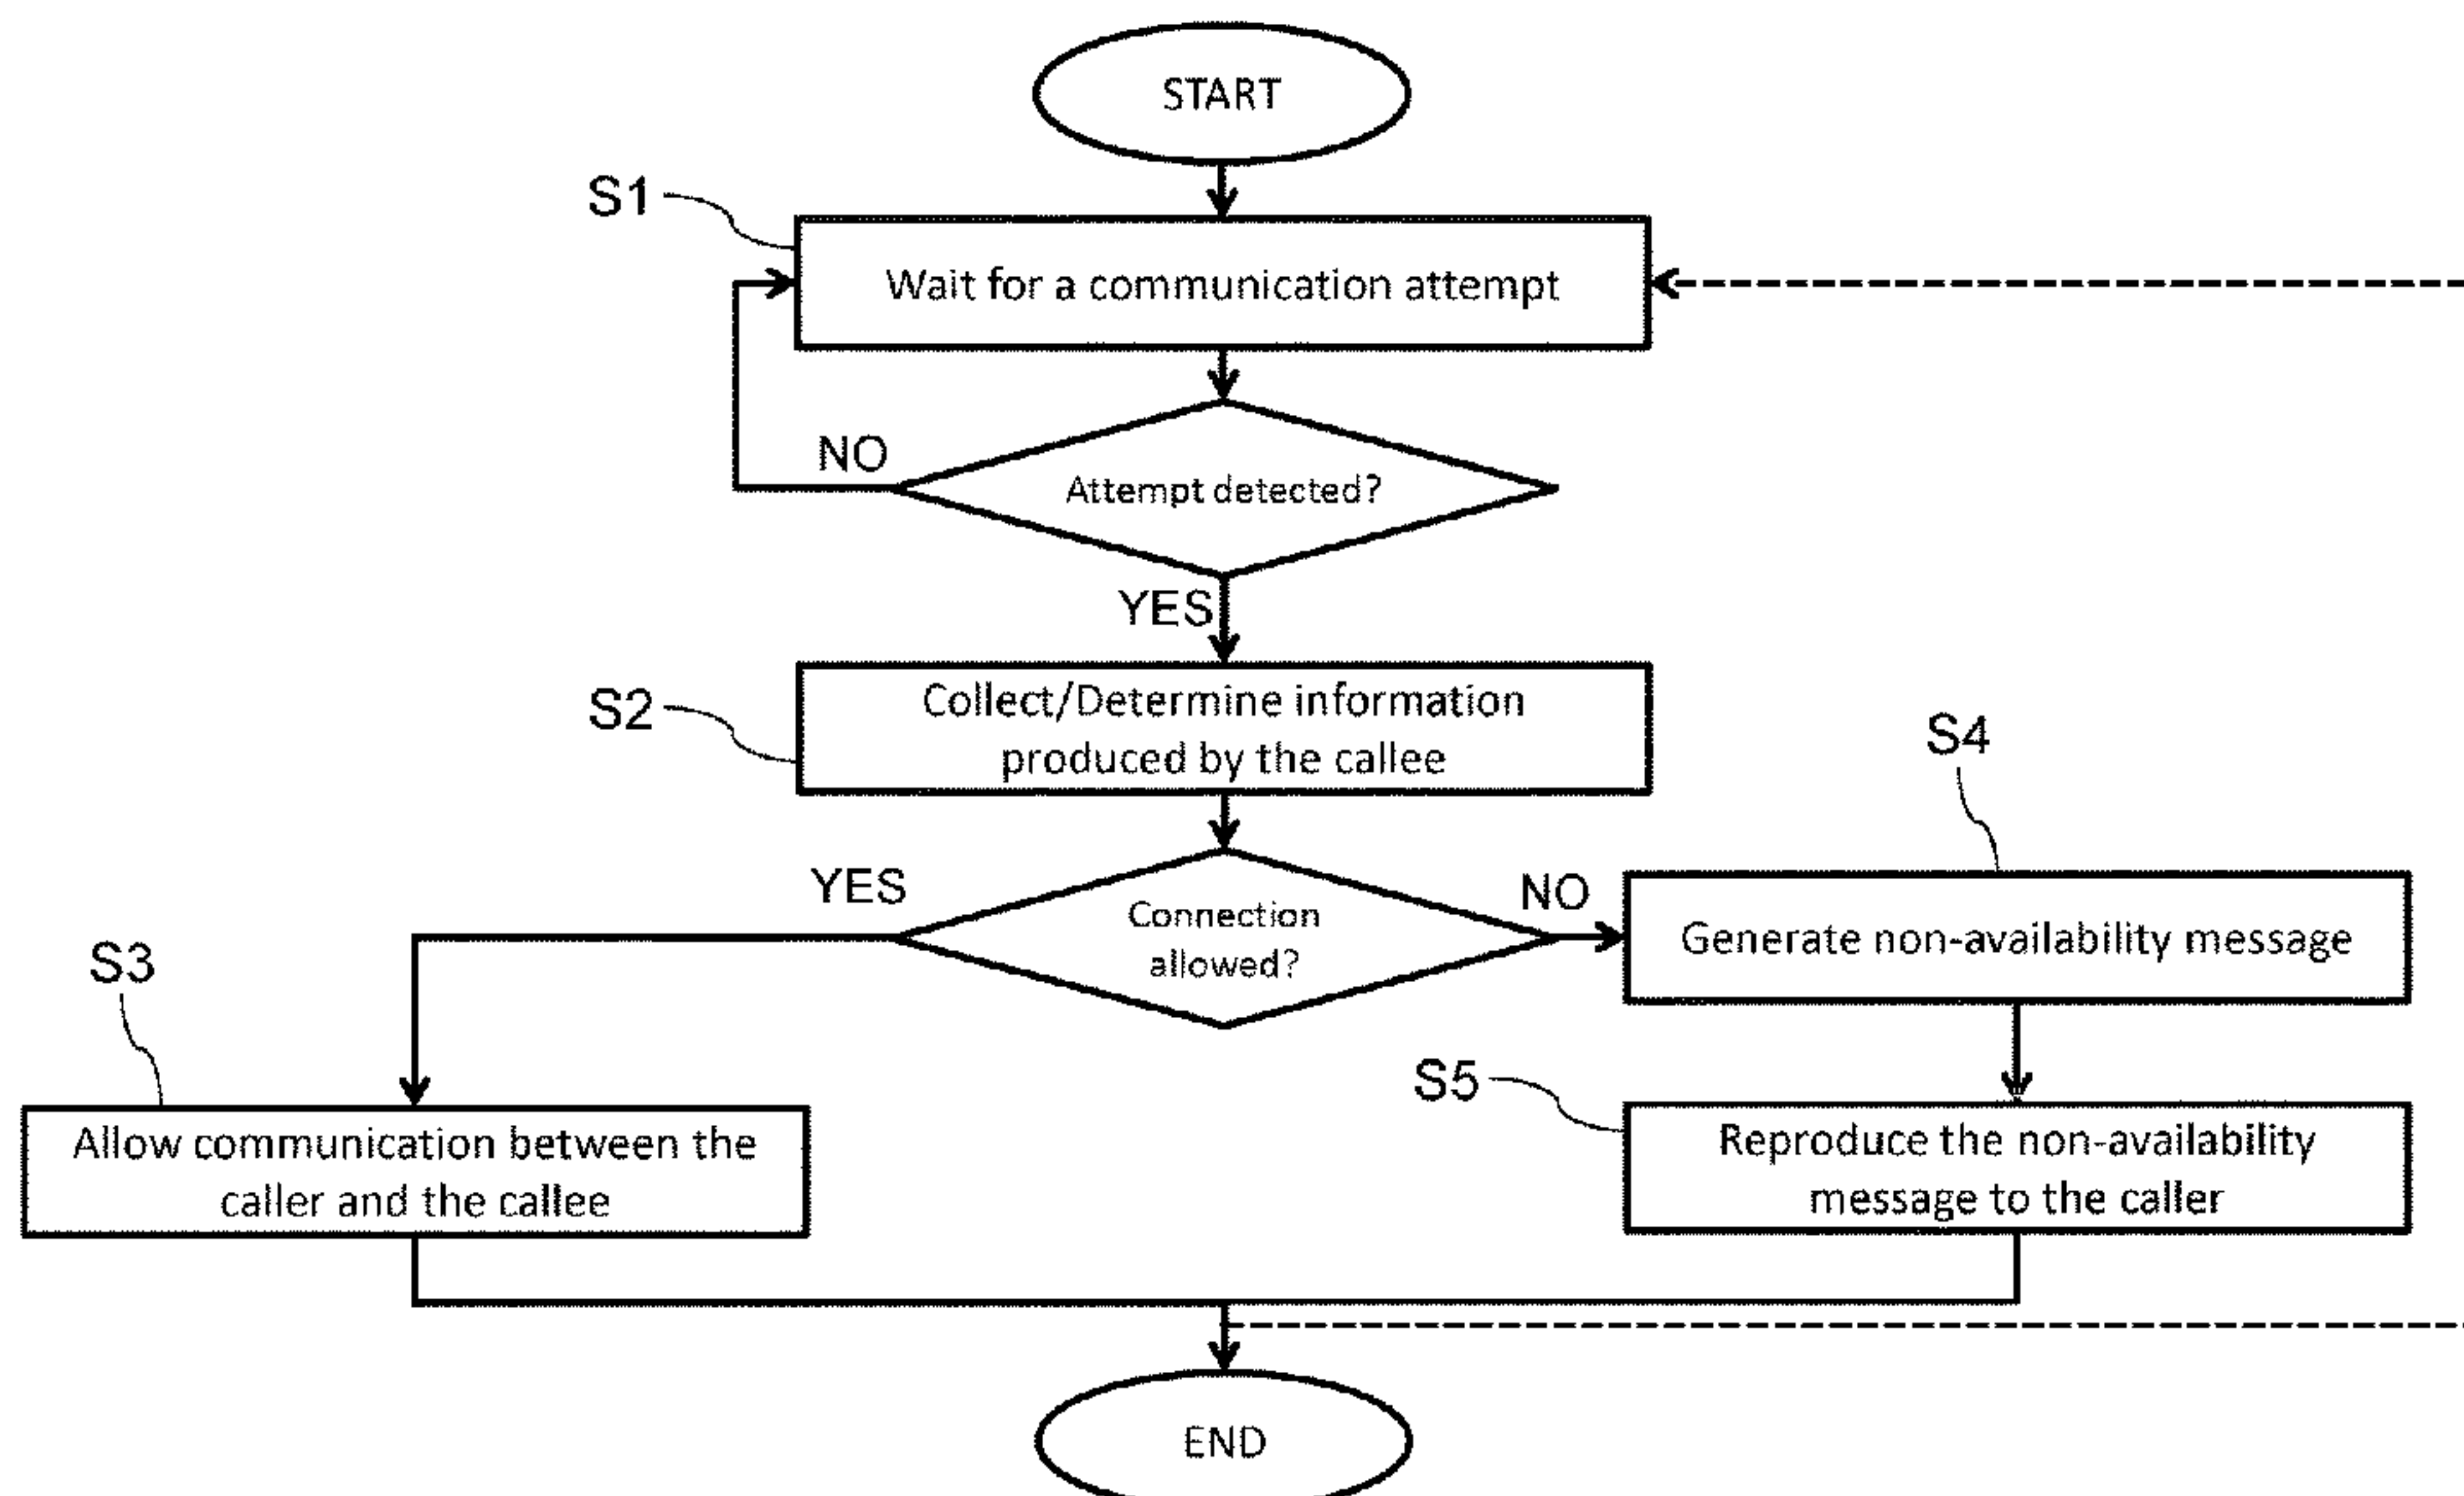 START
S1
Wait for a communication attempt
NO
Attempt detected?
YES
S2
Collect/Determine information
produced by the callee
S4
YES
Connection
allowed?
NO
Generate non-availability message
S3
Allow communication between the
caller and the callee
S5
Reproduce the non-availability
message to the caller
END